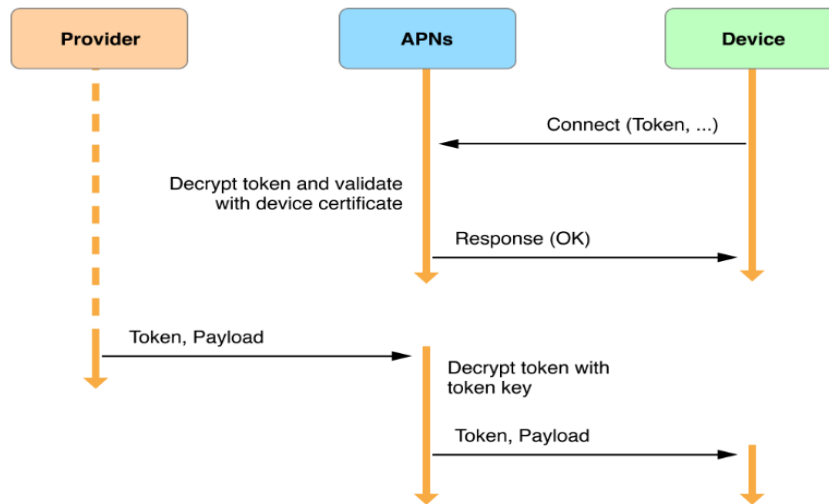 Provider
APNs
Device
Connect (Token, ...)
Decrypt token and validate
with device certificate
Response (OK)
Token, Payload
Decrypt token with
token key
Token, Payload